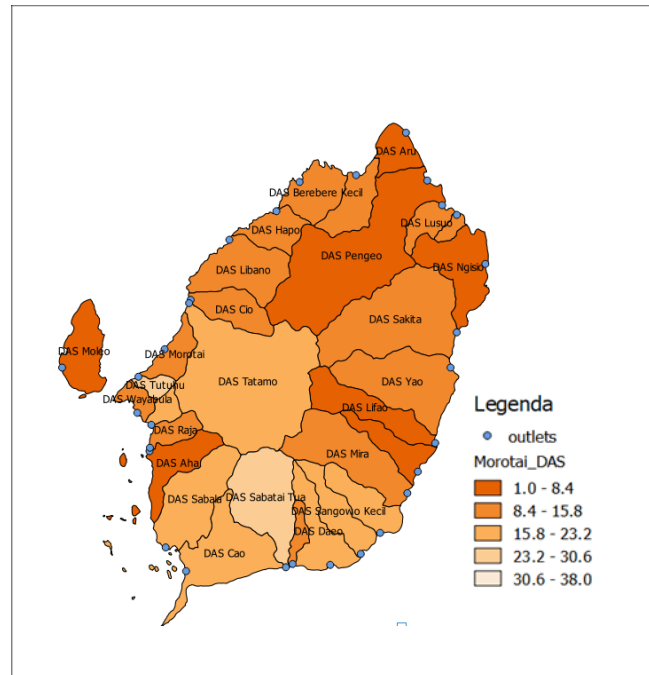 DAS Aru
DAS Berebere Kecil
DAS Lusuo
DAS Hapo
DAS Pengeo
DAS Ngisio
DAS Libano
DAS Cio
DAS Sakita
DAS Moleo
DAS Morotai
DAS Tutuhu
DAS Tatamo
DAS Yao
DAS Wayabula
DAS Lifao
DAS Raja
DAS Mira
DAS Aha
DAS Sabala
DAS Sabatai Tua
DAS Sangowo Kecil
DAS Daeo
DAS Cao
Legenda
outlets
Morotai_DAS
1.0 - 8.4
8.4 - 15.8
15.8 - 23.2
23.2 - 30.6
30.6 - 38.0